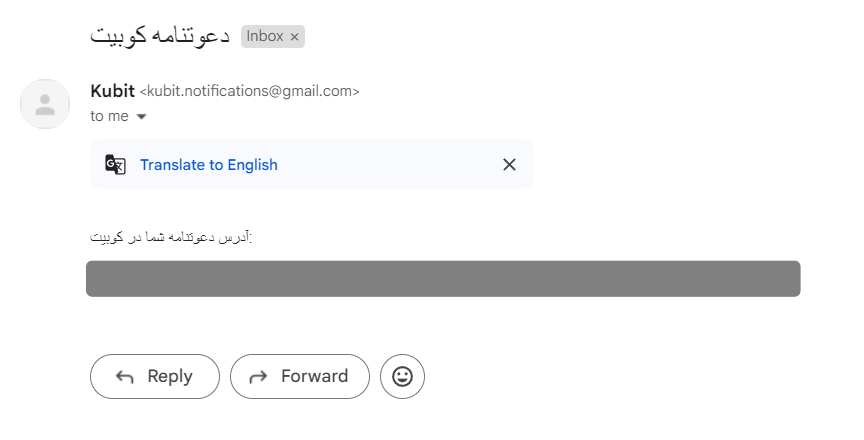 دعوتنامه کوبیت Inbox ×
Kubit <kubit.notifications@gmail.com>
to me
Translate to English
آدرس دعوتنامه شما در کوبیت:
Reply Forward